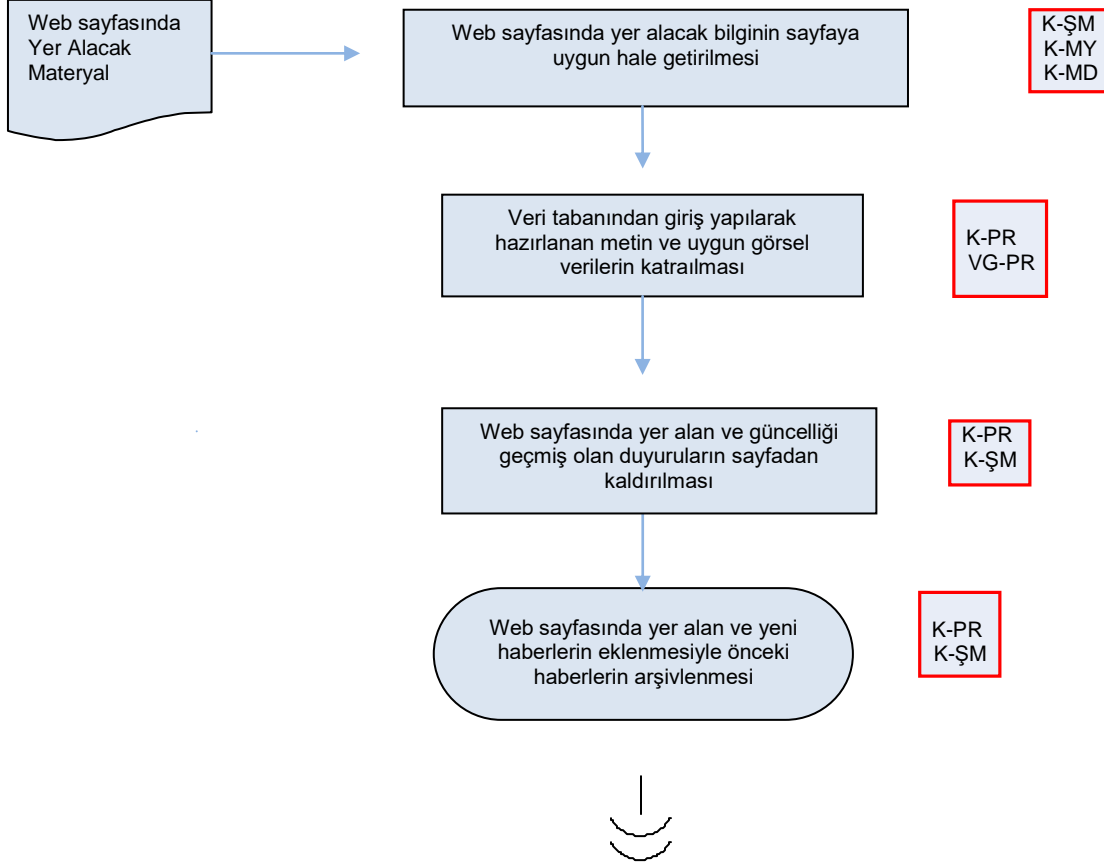 Web sayfasında
Yer Alacak
Materyal
Web sayfasında yer alacak bilginin sayfaya
uygun hale getirilmesi
K-ŞM
K-MY
K-MD
Veri tabanından giriş yapılarak
hazırlanan metin ve uygun görsel
verilerin katraılması
K-PR
VG-PR
Web sayfasında yer alan ve güncelliği
geçmiş olan duyuruların sayfadan
kaldırılması
K-PR
K-ŞM
Web sayfasında yer alan ve yeni
haberlerin eklenmesiyle önceki
haberlerin arşivlenmesi
K-PR
K-ŞM